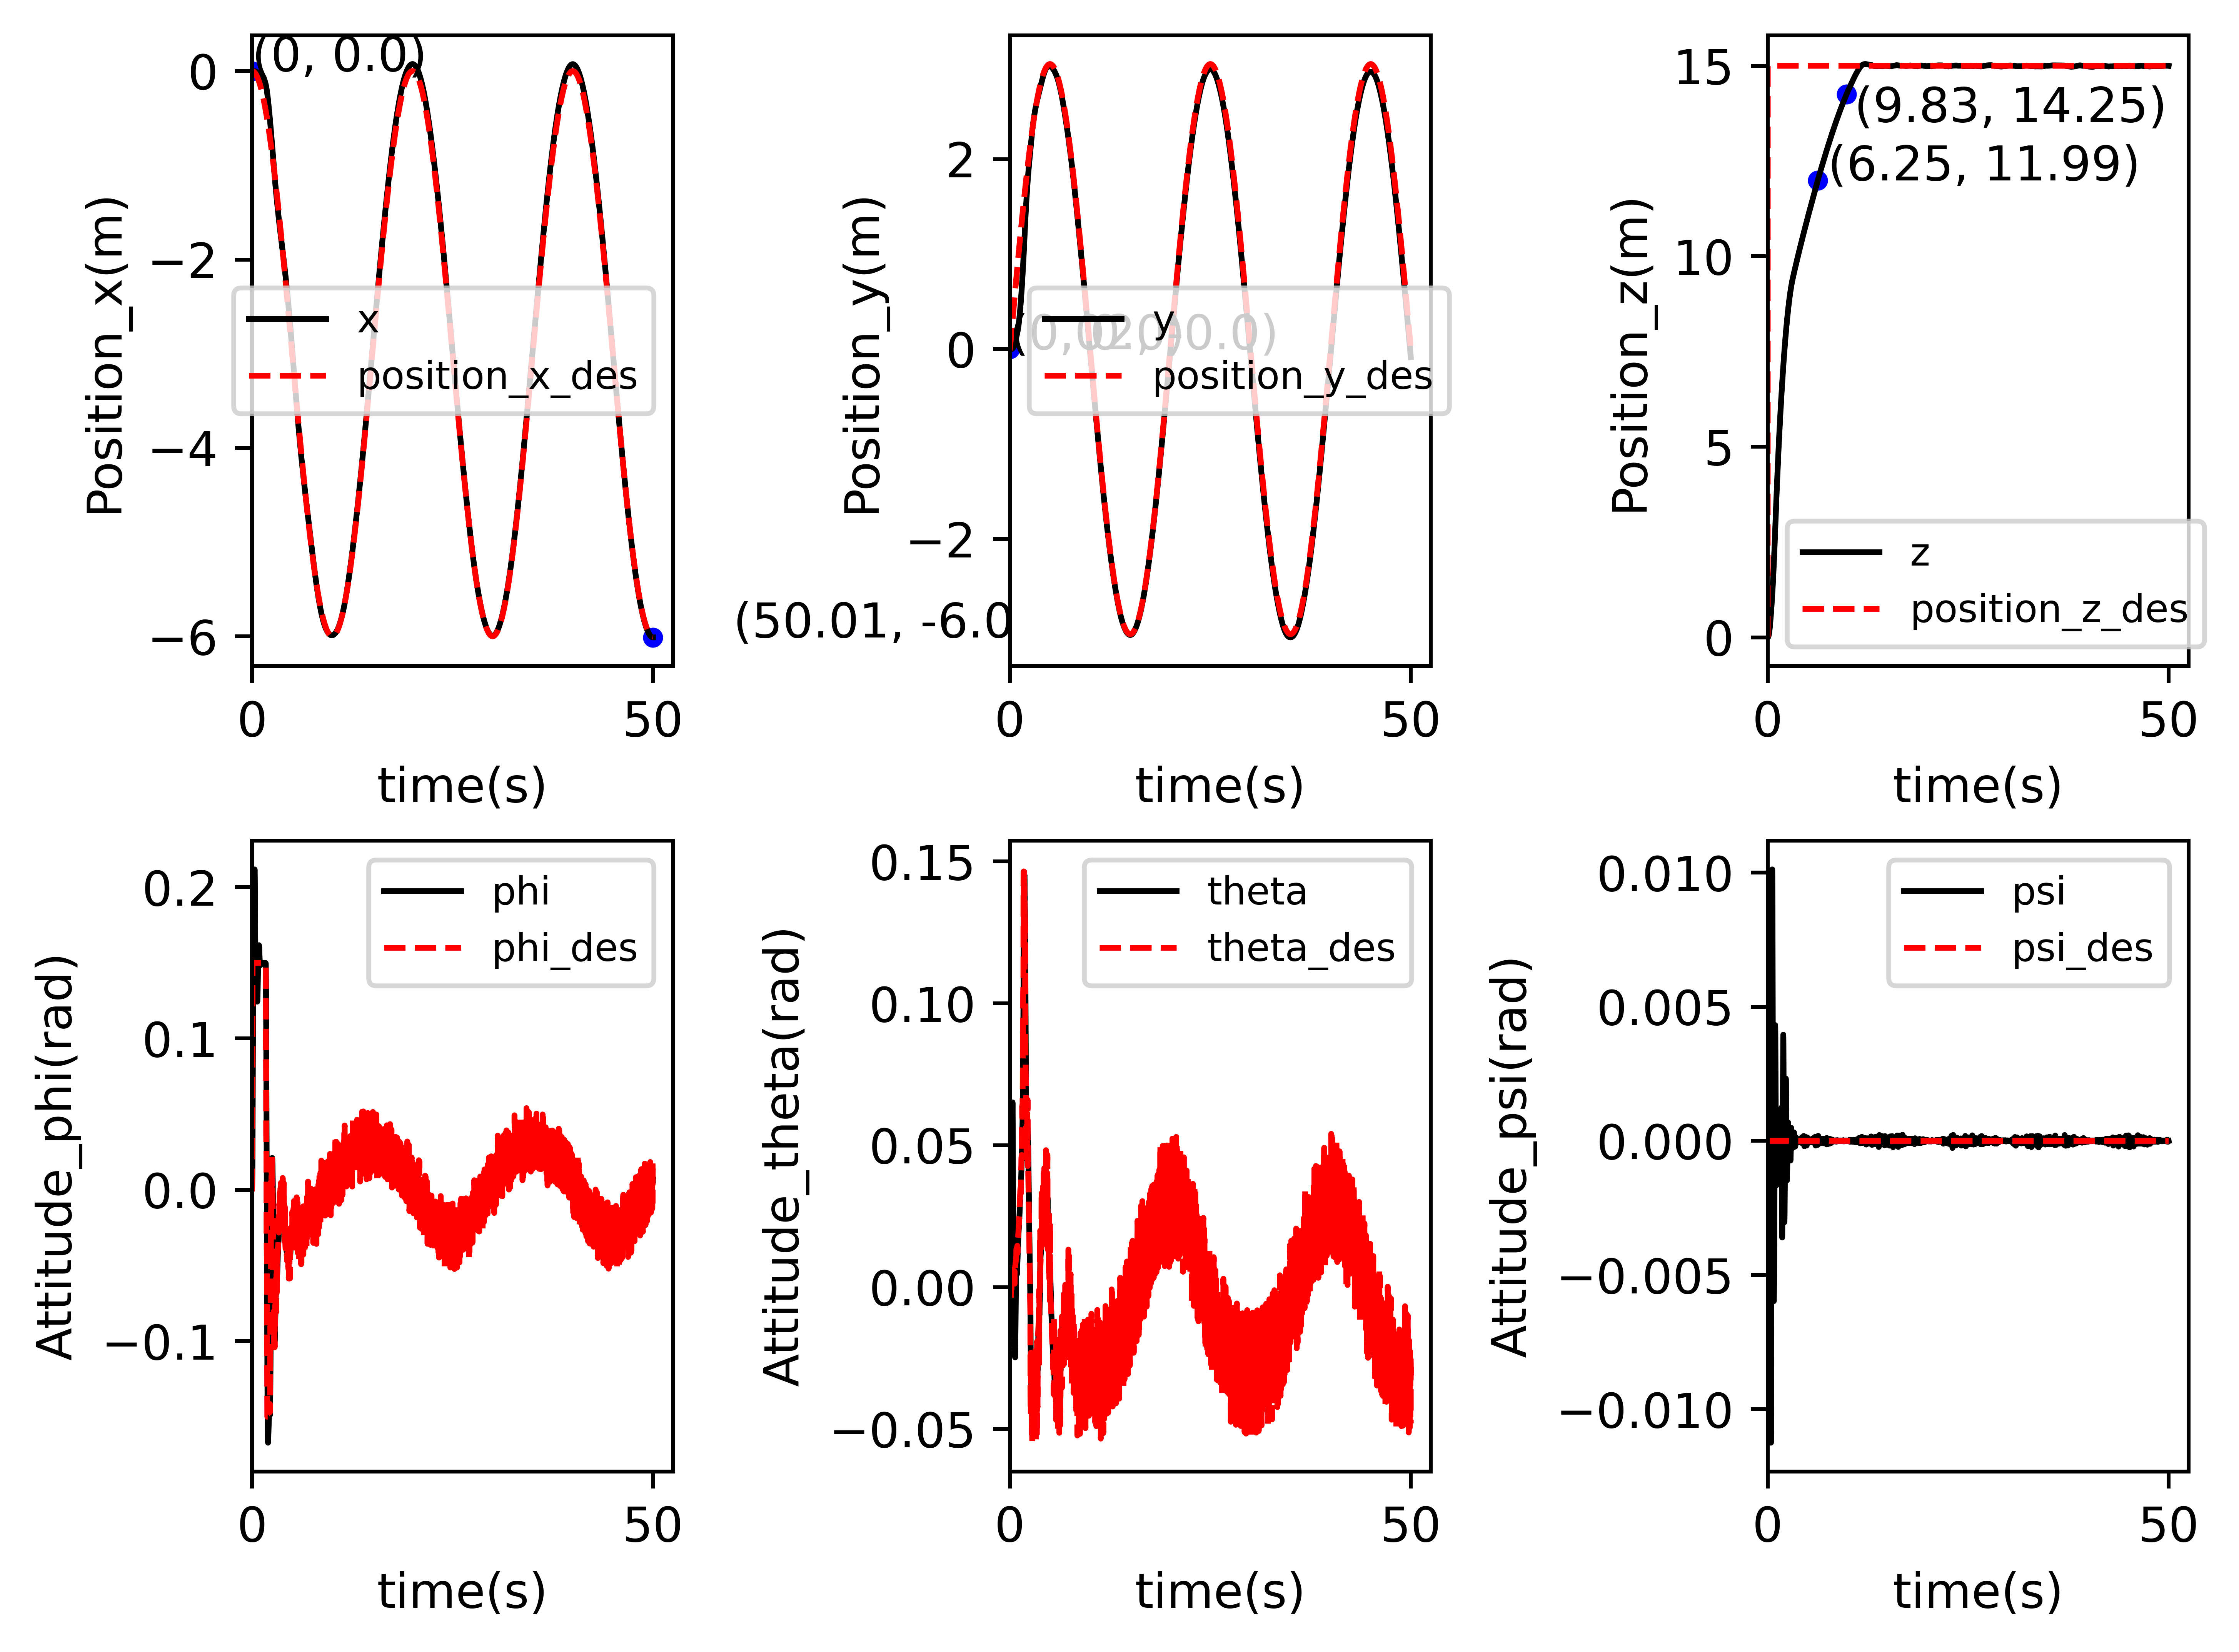 (0, 0.0)
0
−2
−4
−6
Position_x(m)
x
position_x_des
0
50
time(s)
(50.01, -6.0
2
0
−2
Position_y(m)
y
position_y_des
0
50
time(s)
15
10
5
0
Position_z(m)
(9.83, 14.25)
(6.25, 11.99)
z
position_z_des
0
50
time(s)
0.2
0.1
0.0
−0.1
Attitude_phi(rad)
phi
phi_des
0
50
time(s)
0.15
0.10
0.05
0.00
−0.05
Attitude_theta(rad)
theta
theta_des
0
50
time(s)
0.010
0.005
0.000
−0.005
−0.010
Attitude_psi(rad)
psi
psi_des
0
50
time(s)